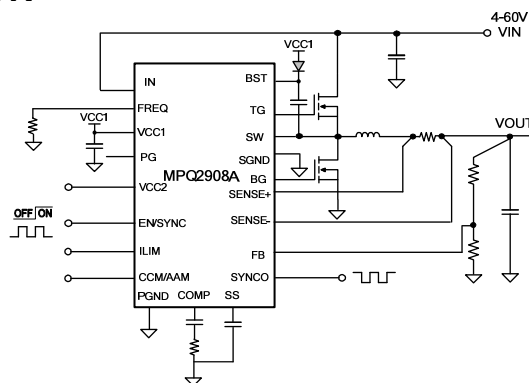 4-60V
VIN
VCC1
IN
BST
FREQ
TG
VCC1
VCC1
SW
PG
SGND
MPQ2908A
BG
VCC2
SENSE+
OFF ON
EN/SYNC
SENSE-
ILIM
FB
CCM/AAM
SYNCO
PGND
COMP
SS
VOUT